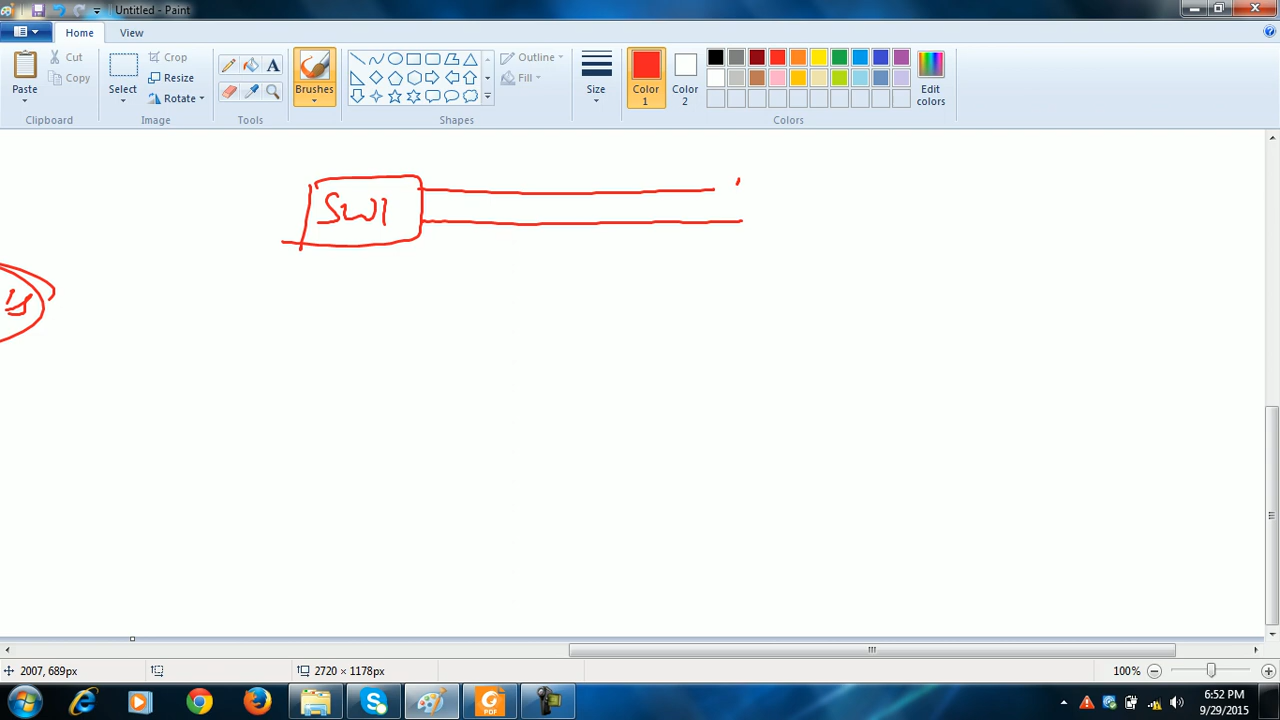 Untitled - Paint
Home
View
Paste
Cut
Copy
Clipboard
Select
Crop
Resize
Rotate
Image
Tools
Brushes
Outline
Fill
Shapes
Size
Color 1
Color 2
Edit colors
Colors
SW1
2007, 689px
2720 × 1178px
100%
PDF
6:52 PM
9/29/2015